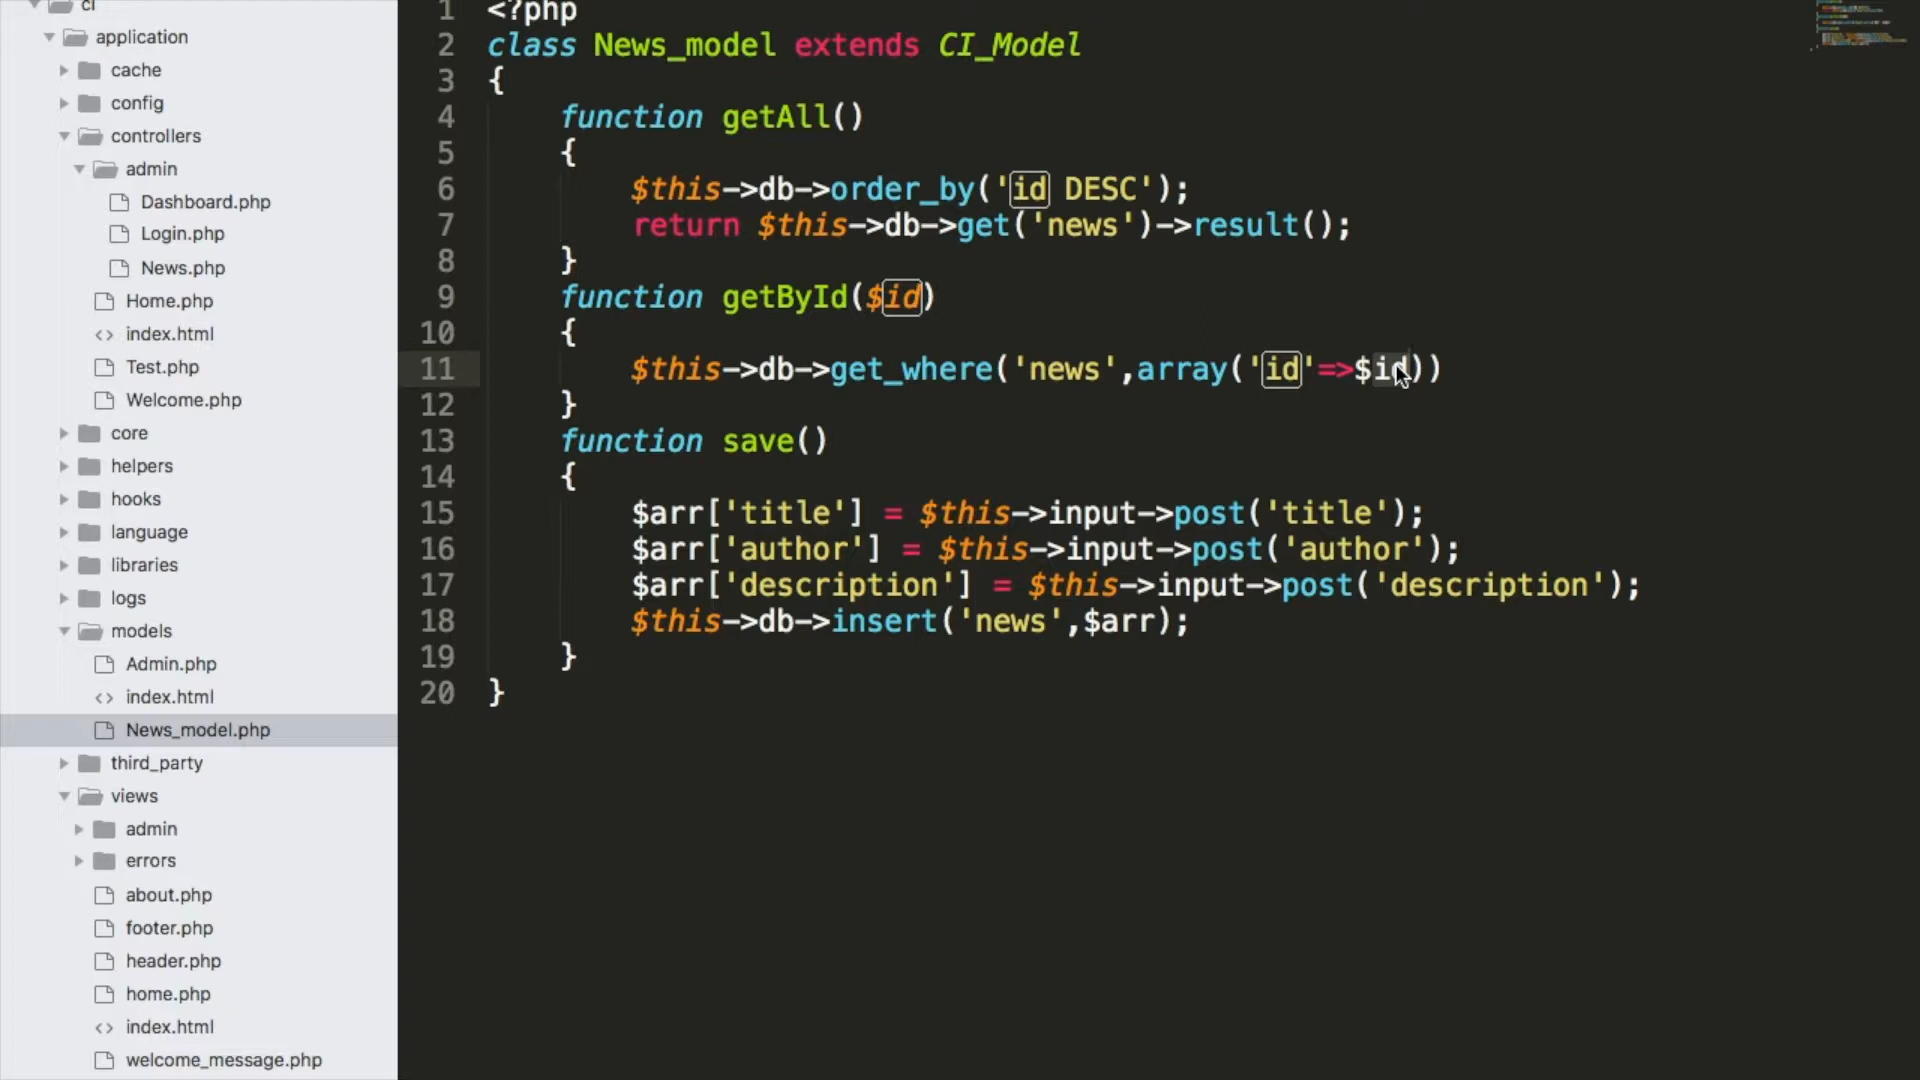 ci
application
cache
config
controllers
admin
Dashboard.php
Login.php
News.php
Home.php
<> index.html
Test.php
Welcome.php
core
helpers
hooks
language
libraries
logs
models
Admin.php
<> index.html
News_model.php
third_party
views
admin
errors
about.php
footer.php
header.php
home.php
<> index.html
welcome_message.php
1 <?php
2 class News_model extends CI_Model
3 {
4 function getAll()
5 {
6 $this->db->order_by('id DESC');
7 return $this->db->get('news')->result();
8 }
9 function getById($id)
10 {
11 $this->db->get_where('news',array('id'=>$id))
12 }
13 function save()
14 {
15 $arr['title'] = $this->input->post('title');
16 $arr['author'] = $this->input->post('author');
17 $arr['description'] = $this->input->post('description');
18 $this->db->insert('news',$arr);
19 }
20 }